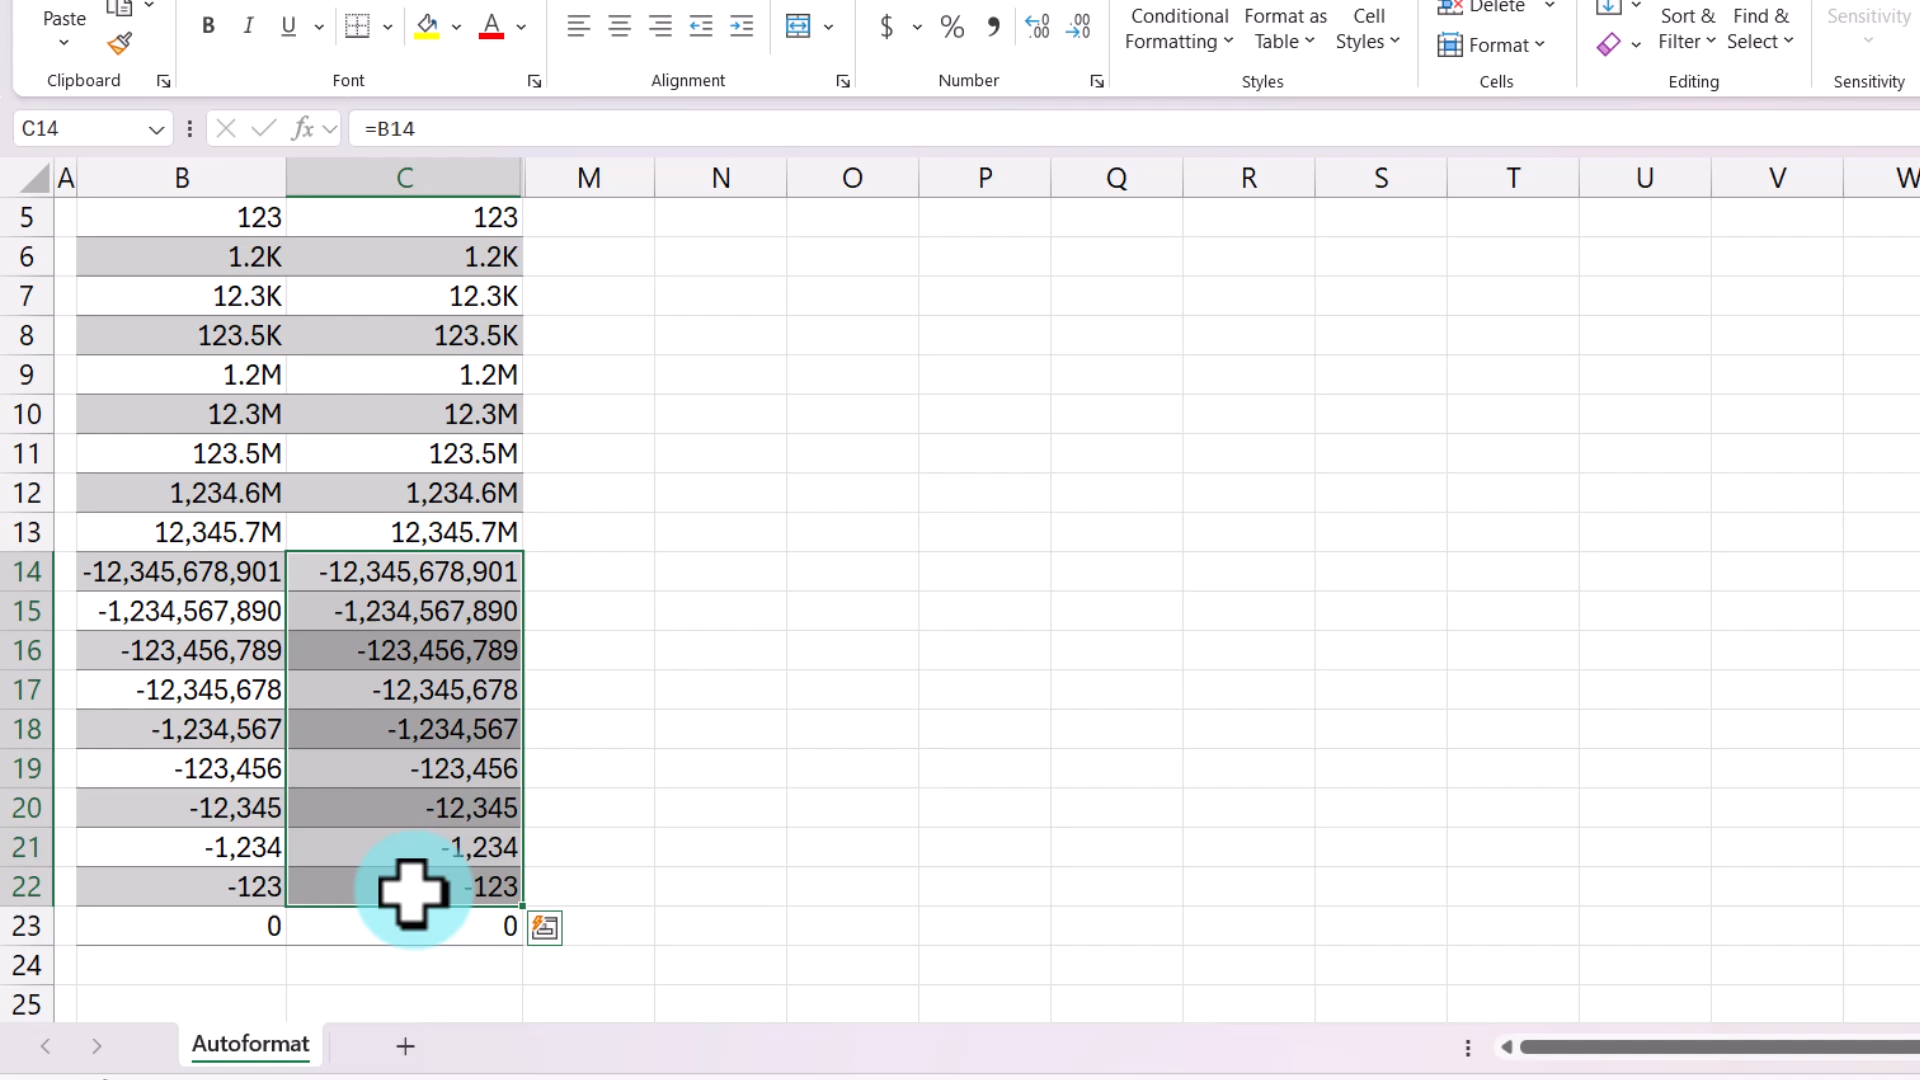 Paste
Clipboard
B I U A
Font
Alignment
$ % 9 .00 .00
Number
Conditional Formatting
Format as Table
Cell Styles
Styles
Delete
Format
Cells
Sort & Filter
Find & Select
Editing
Sensitivity
Sensitivity
C14 fx =B14
A B C M N O P Q R S T U V W
5 123 123
6 1.2K 1.2K
7 12.3K 12.3K
8 123.5K 123.5K
9 1.2M 1.2M
10 12.3M 12.3M
11 123.5M 123.5M
12 1,234.6M 1,234.6M
13 12,345.7M 12,345.7M
14 -12,345,678,901 -12,345,678,901
15 -1,234,567,890 -1,234,567,890
16 -123,456,789 -123,456,789
17 -12,345,678 -12,345,678
18 -1,234,567 -1,234,567
19 -123,456 -123,456
20 -12,345 -12,345
21 -1,234 -1,234
22 -123 -123
23 0 0
24
25
Autoformat